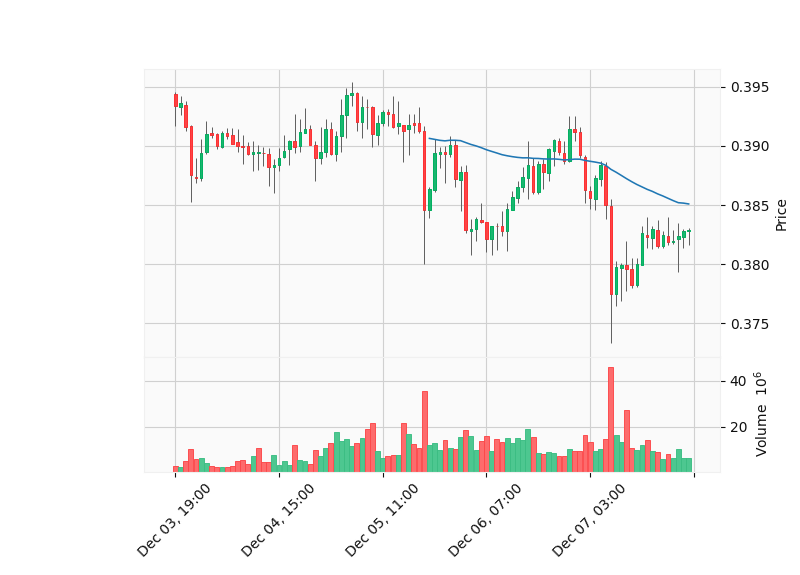 0.395
0.390
0.385
0.380
0.375
Price
40
20
Volume 10^6
Dec 03, 19:00
Dec 04, 15:00
Dec 05, 11:00
Dec 06, 07:00
Dec 07, 03:00